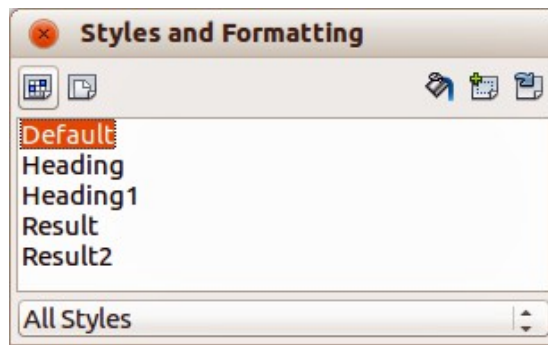 Styles and Formatting
Default
Heading
Heading1
Result
Result2
All Styles